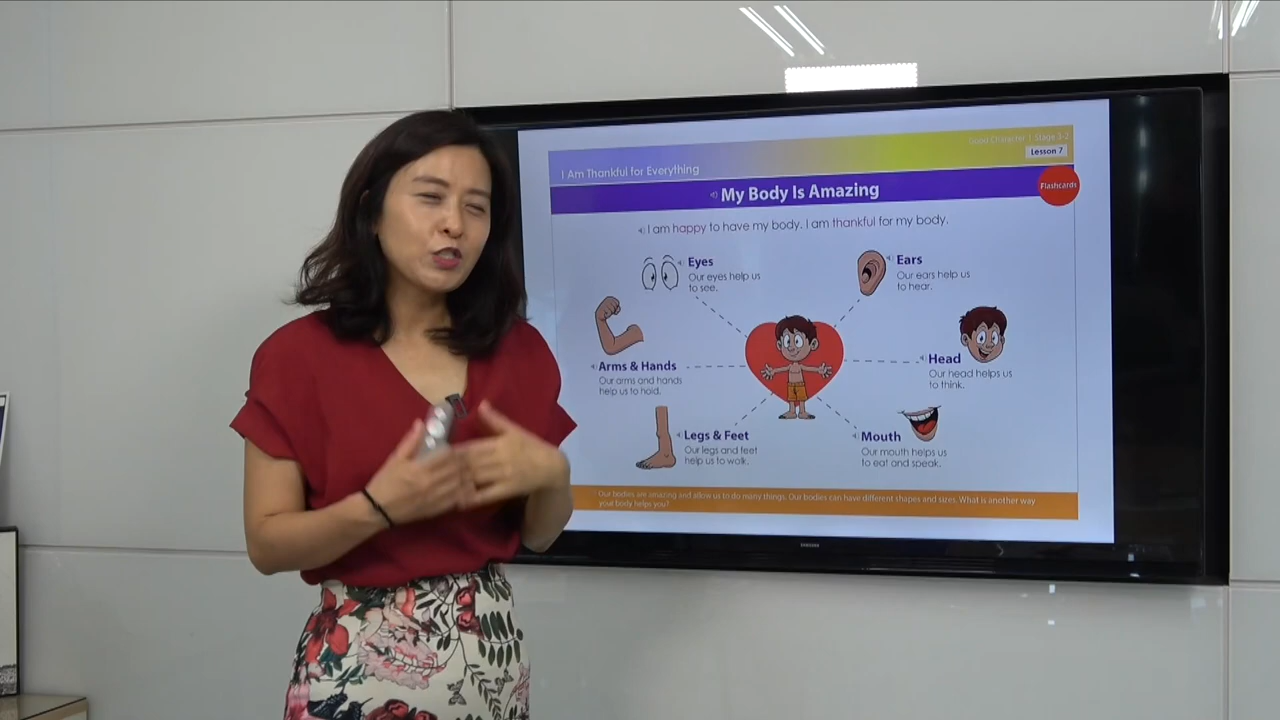 Good Character | Stage 3-2
Lesson 7
I Am Thankful for Everything
My Body Is Amazing
Flashcards
I am happy to have my body. I am thankful for my body.
Eyes
Our eyes help us
to see.
Ears
Our ears help us
to hear.
Arms & Hands
Our arms and hands
help us to hold.
Head
Our head helps us
to think.
Legs & Feet
Our legs and feet
help us to walk.
Mouth
Our mouth helps us
to eat and speak.
Our bodies are amazing and allow us to do many things. Our bodies can have different shapes and sizes. What is another way
your body helps you?
SAMSUNG